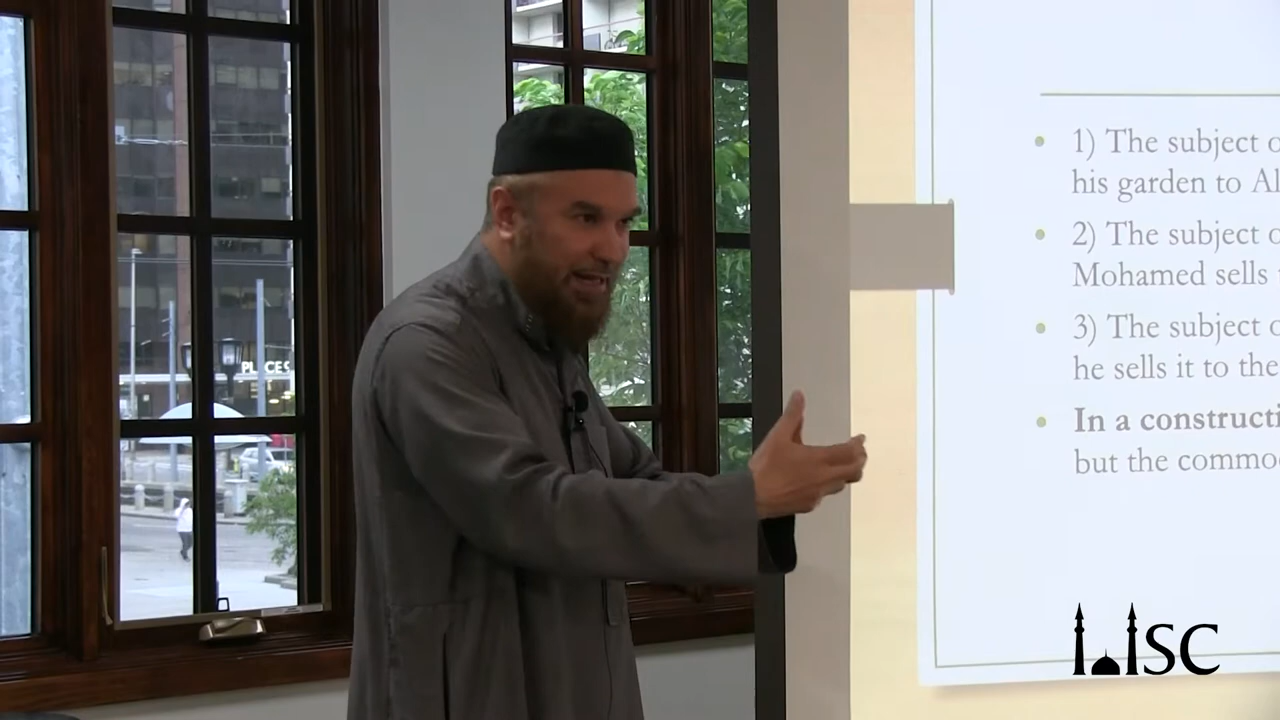 1) The subject o
his garden to Al
2) The subject o
Mohamed sells
3) The subject o
he sells it to the
In a constructi
but the commo
PLACES
ISC